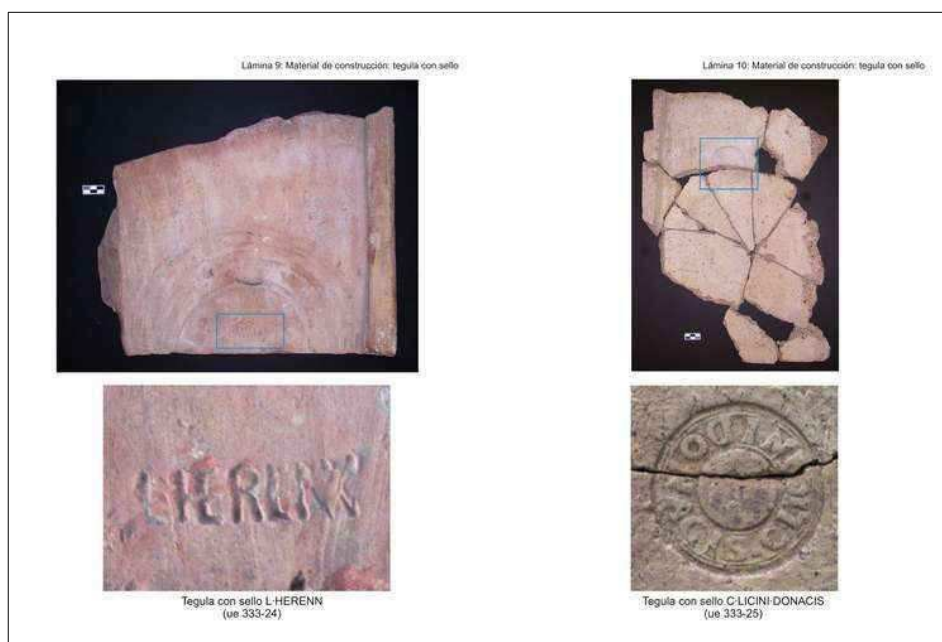 Lámina 9: Material de construcción: tegula con sello
LHERENN
Tegula con sello L·HERENN
(ue 333-24)
Lámina 10: Material de construcción: tegula con sello
Tegula con sello C·LICINI·DONACIS
(ue 333-25)